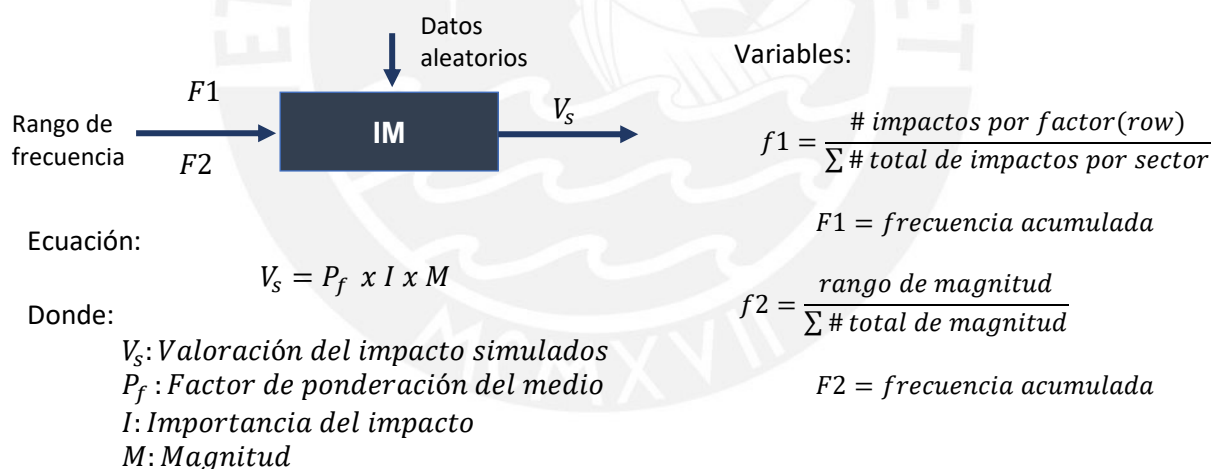 Datos
aleatorios
Rango de
frecuencia
F1
F2
IM
V_s
Ecuación:
V_s = P_f x I x M
Donde:
V_s: Valoración del impacto simulados
P_f : Factor de ponderación del medio
I: Importancia del impacto
M: Magnitud
Variables:
f1 = # impactos por factor(row) / ∑ # total de impactos por sector
F1 = frecuencia acumulada
f2 = rango de magnitud / ∑ # total de magnitud
F2 = frecuencia acumulada
MCMXVII